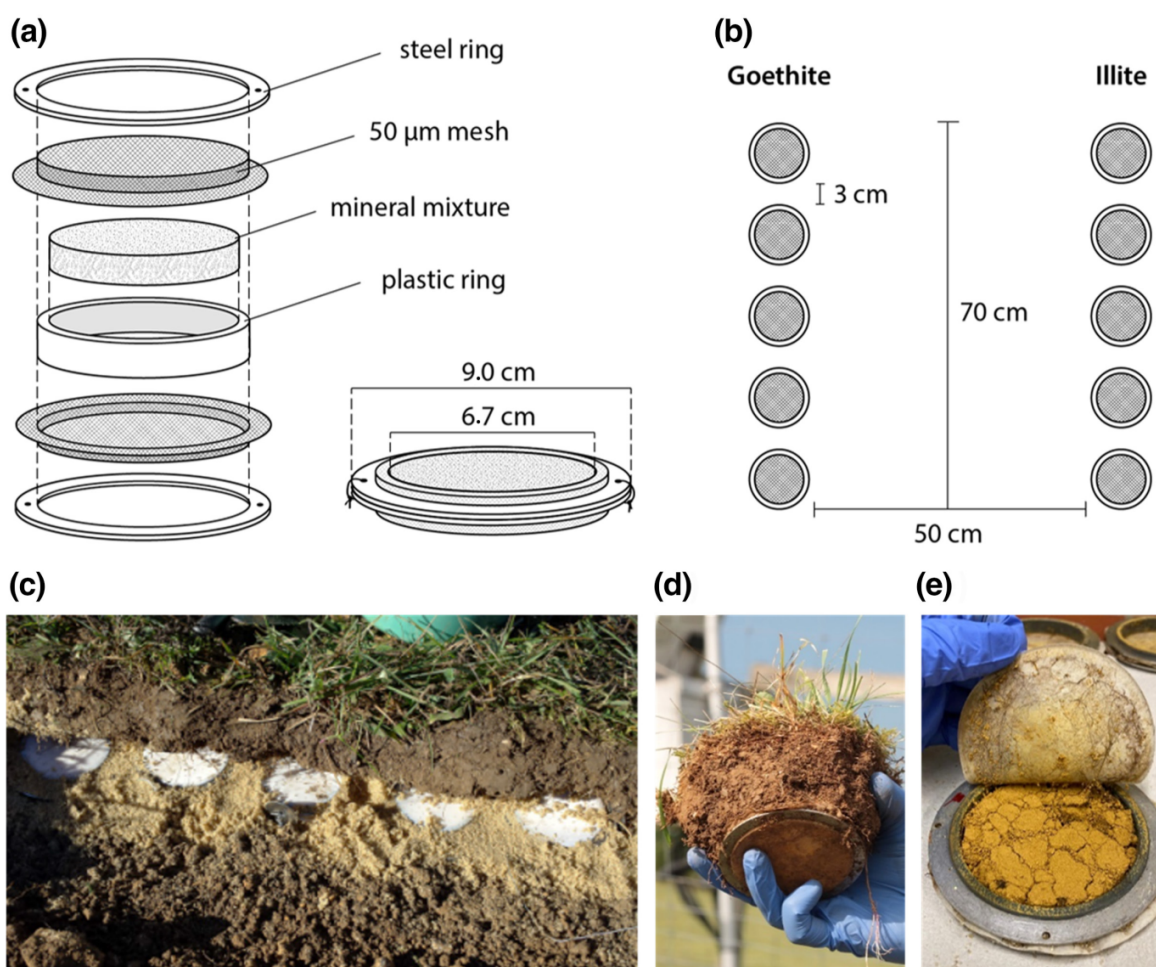 (a)
steel ring
50 µm mesh
mineral mixture
plastic ring
9.0 cm
6.7 cm
(b)
Goethite
Illite
3 cm
70 cm
50 cm
(c)
(d)
(e)